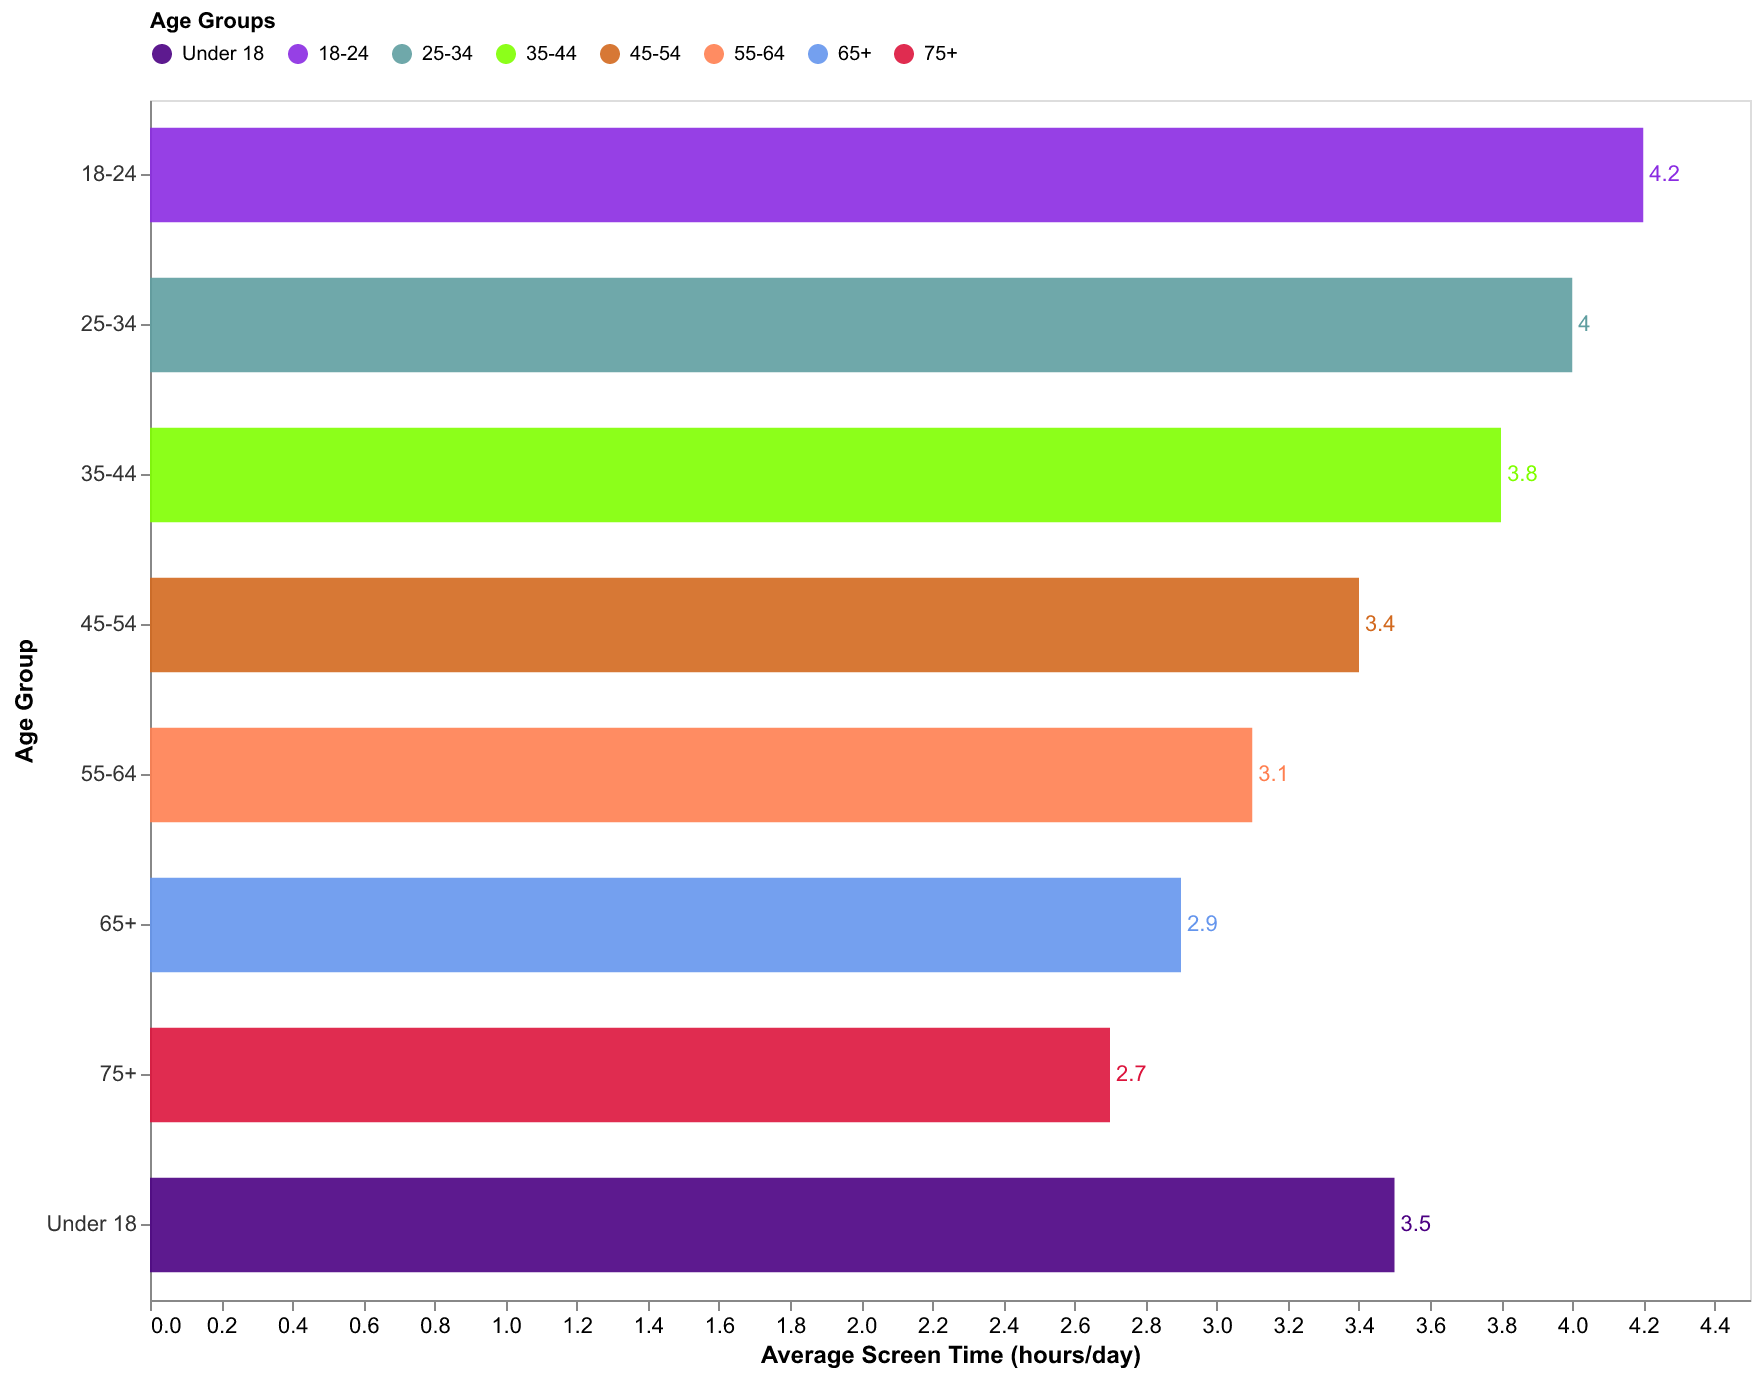 Age Groups
Under 18 18-24 25-34 35-44 45-54 55-64 65+ 75+
18-24 4.2
25-34 4
35-44 3.8
45-54 3.4
Age Group
55-64 3.1
65+ 2.9
75+ 2.7
Under 18 3.5
0.0 0.2 0.4 0.6 0.8 1.0 1.2 1.4 1.6 1.8 2.0 2.2 2.4 2.6 2.8 3.0 3.2 3.4 3.6 3.8 4.0 4.2 4.4
Average Screen Time (hours/day)